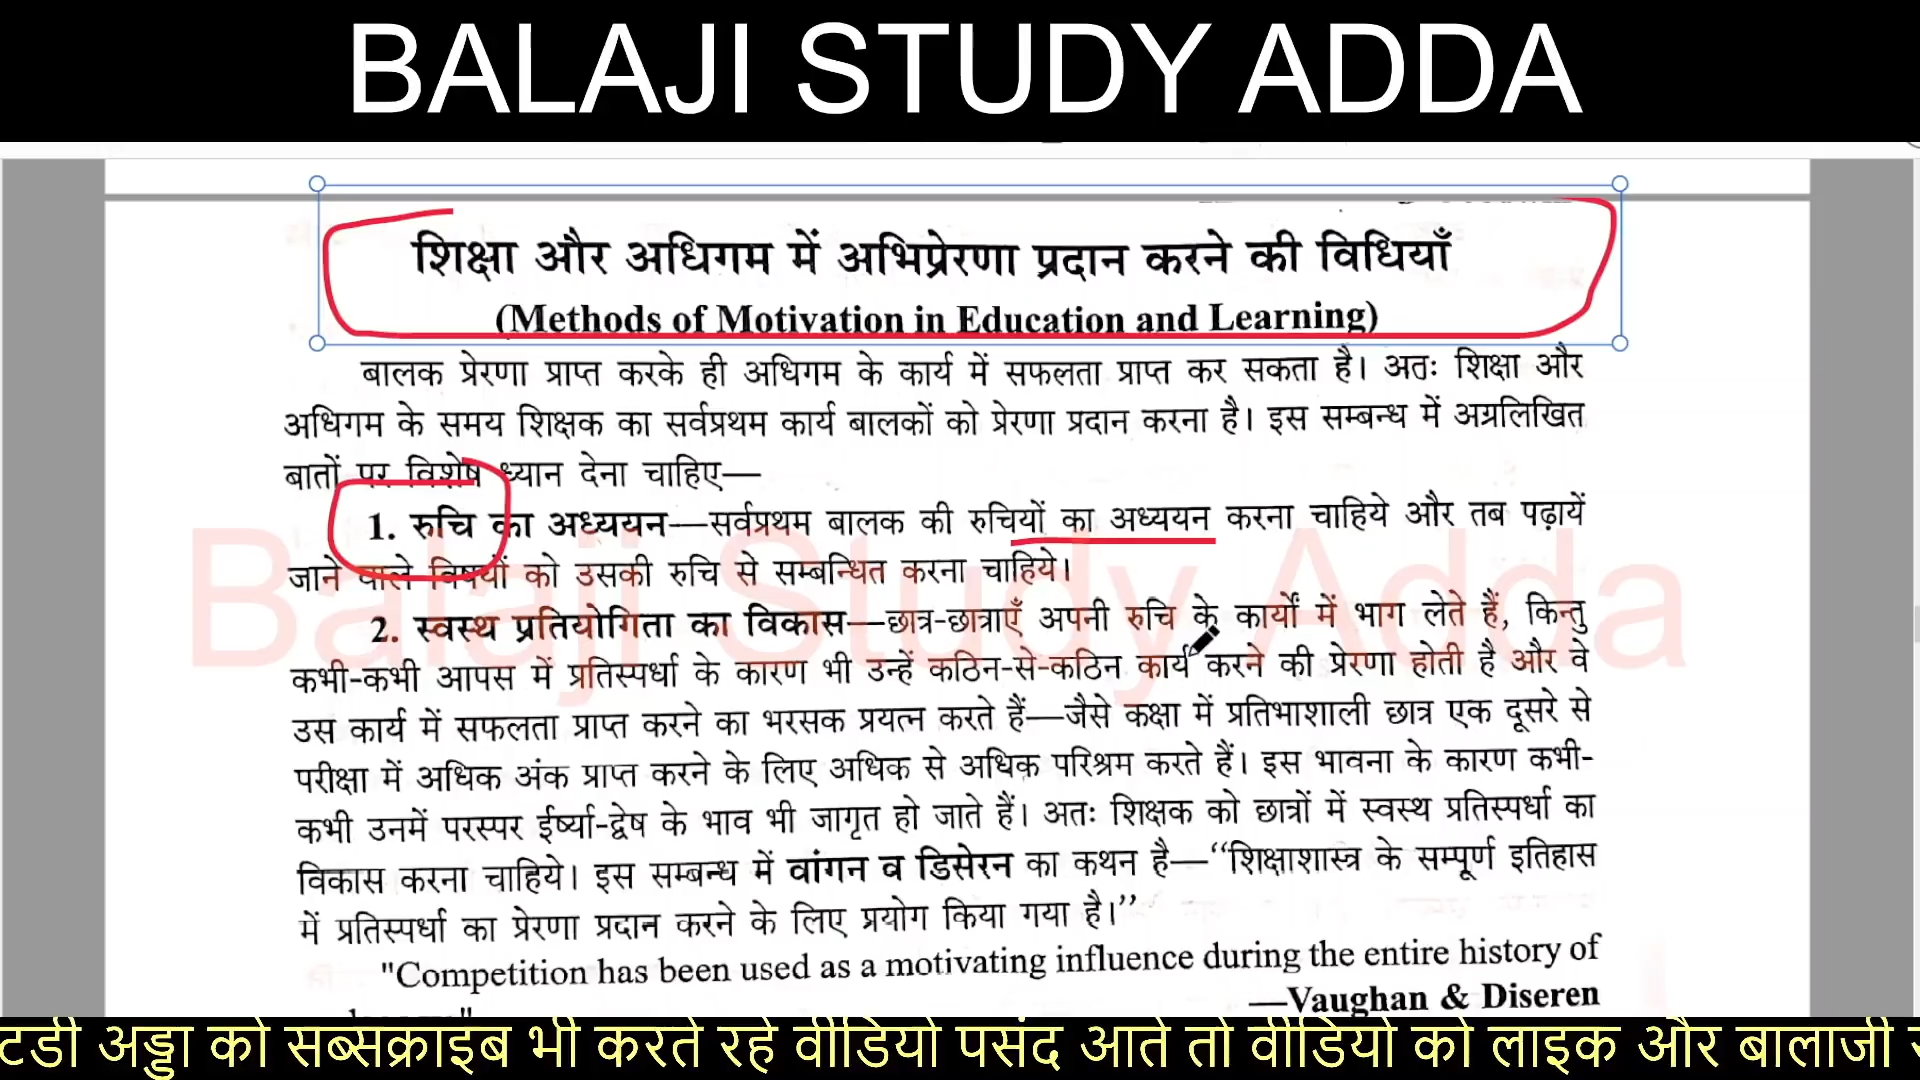 BALAJI STUDY ADDA
शिक्षा और अधिगम में अभिप्रेरणा प्रदान करने की विधियाँ
(Methods of Motivation in Education and Learning)
बालक प्रेरणा प्राप्त करके ही अधिगम के कार्य में सफलता प्राप्त कर सकता है। अतः शिक्षा और
अधिगम के समय शिक्षक का सर्वप्रथम कार्य बालकों को प्रेरणा प्रदान करना है। इस सम्बन्ध में अग्रलिखित
बातों पर विशेष ध्यान देना चाहिए—
1. रुचि का अध्ययन—सर्वप्रथम बालक की रुचियों का अध्ययन करना चाहिये और तब पढ़ायें
जाने वाले विषयों को उसकी रुचि से सम्बन्धित करना चाहिये।
Balaji Study Adda
2. स्वस्थ प्रतियोगिता का विकास—छात्र-छात्राएँ अपनी रुचि के कार्यों में भाग लेते हैं, किन्तु
कभी-कभी आपस में प्रतिस्पर्धा के कारण भी उन्हें कठिन-से-कठिन कार्य करने की प्रेरणा होती है और वे
उस कार्य में सफलता प्राप्त करने का भरसक प्रयत्न करते हैं—जैसे कक्षा में प्रतिभाशाली छात्र एक दूसरे से
परीक्षा में अधिक अंक प्राप्त करने के लिए अधिक से अधिक परिश्रम करते हैं। इस भावना के कारण कभी-
कभी उनमें परस्पर ईर्ष्या-द्वेष के भाव भी जागृत हो जाते हैं। अतः शिक्षक को छात्रों में स्वस्थ प्रतिस्पर्धा का
विकास करना चाहिये। इस सम्बन्ध में वांगन व डिसेरन का कथन है—‘‘शिक्षाशास्त्र के सम्पूर्ण इतिहास
में प्रतिस्पर्धा का प्रेरणा प्रदान करने के लिए प्रयोग किया गया है।’’
"Competition has been used as a motivating influence during the entire history of
—Vaughan & Diseren
टडी अड्डा को सब्सक्राइब भी करते रहे वीडियो पसंद आते तो वीडियो को लाइक और बालाजी